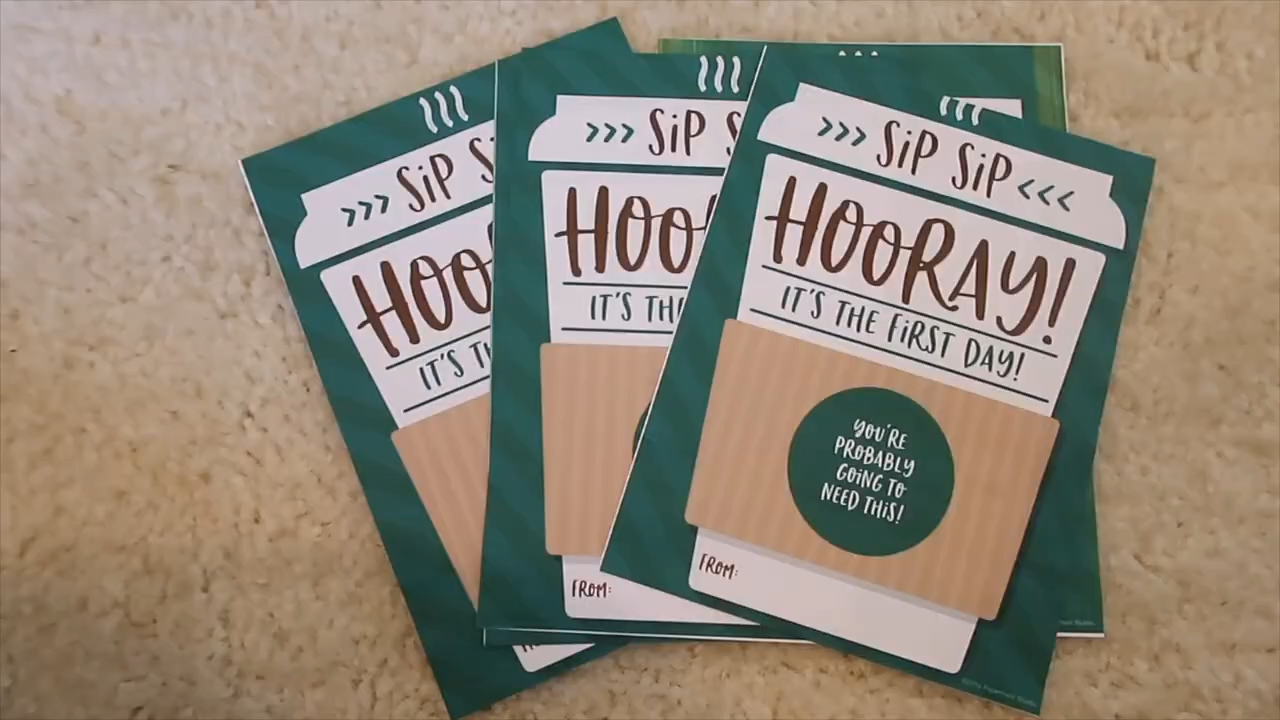 >>> SiP S
HOO
IT'S TH
>>> SiP S
HOO
IT'S THE
FROM:
>>> SiP SiP <<<
HOORAY!
IT'S THE FiRST DAY!
YOU'RE
PROBABLY
GOiNG TO
NEED THiS!
FROM: